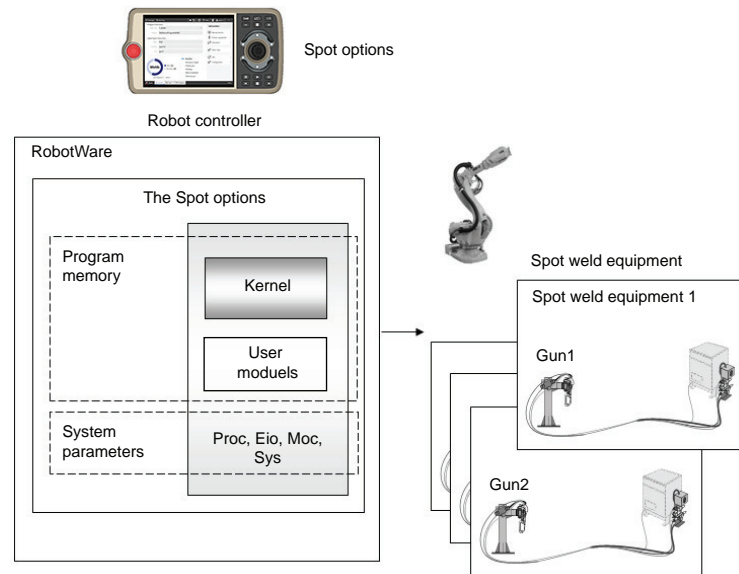 Spot options
Robot controller
RobotWare
The Spot options
Program
memory
Kernel
User
moduels
System
parameters
Proc, Eio, Moc,
Sys
Spot weld equipment
Spot weld equipment 1
Gun1
Gun2